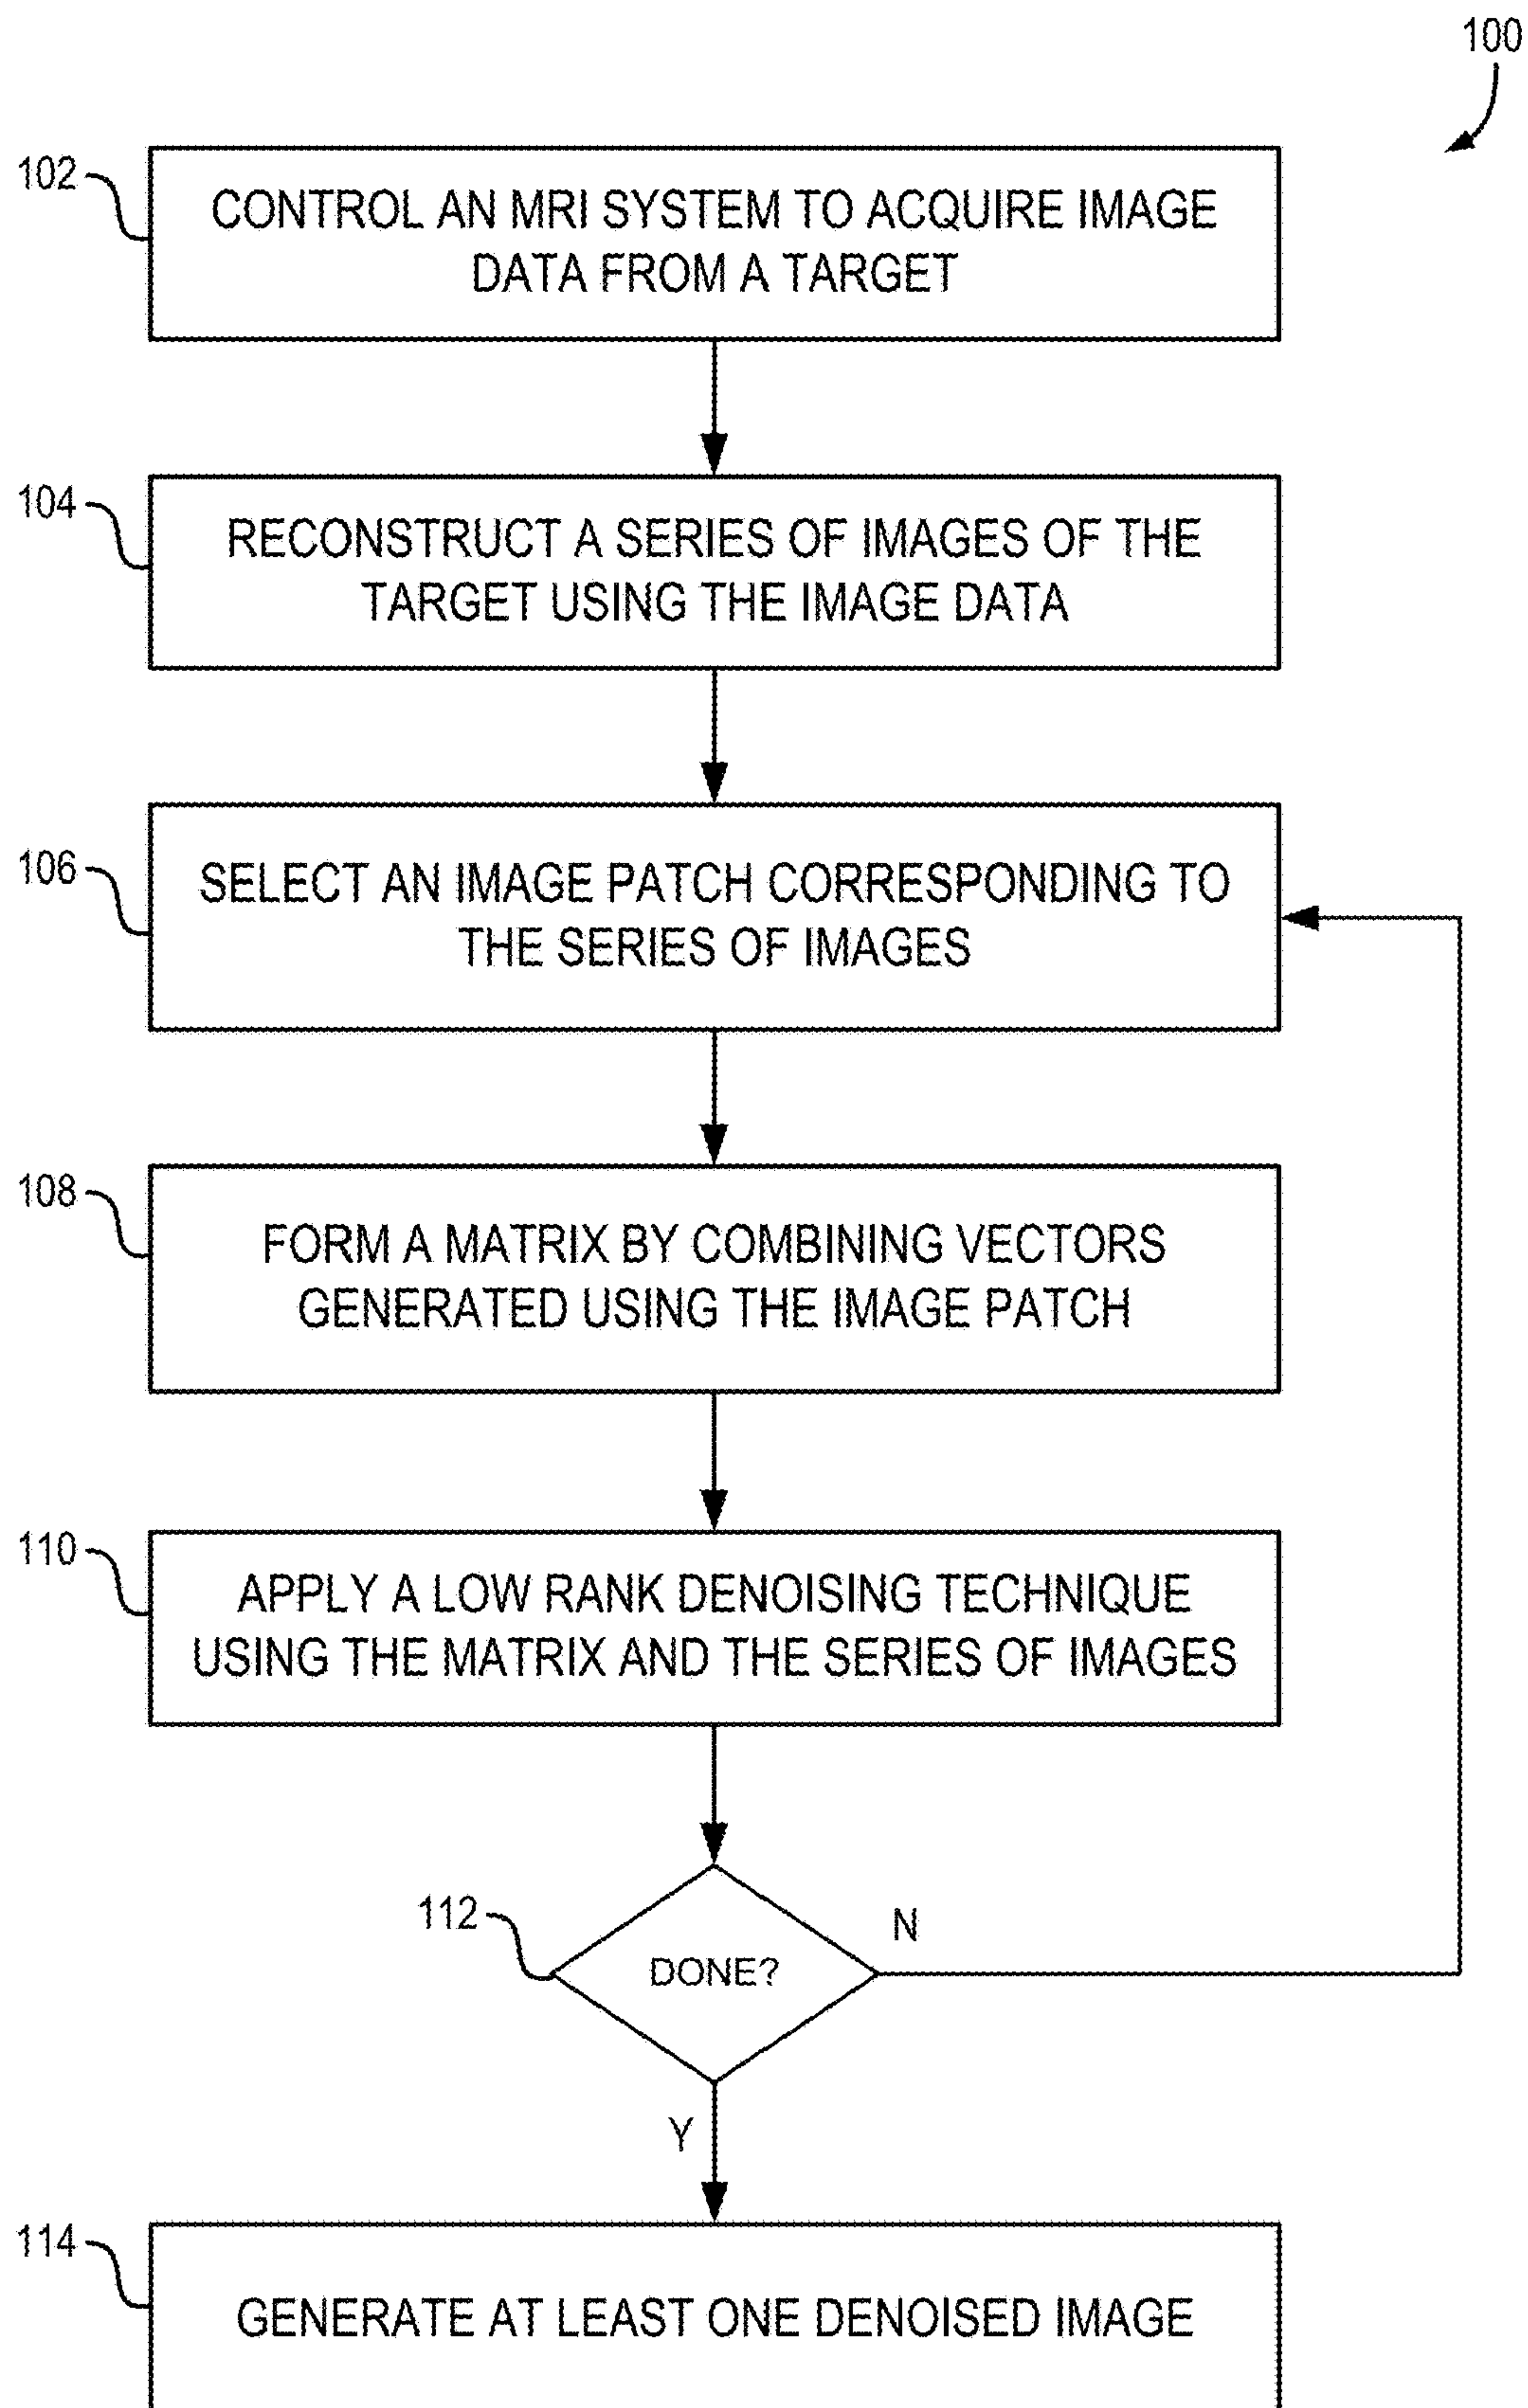 100
102
CONTROL AN MRI SYSTEM TO ACQUIRE IMAGE
DATA FROM A TARGET
104
RECONSTRUCT A SERIES OF IMAGES OF THE
TARGET USING THE IMAGE DATA
106
SELECT AN IMAGE PATCH CORRESPONDING TO
THE SERIES OF IMAGES
108
FORM A MATRIX BY COMBINING VECTORS
GENERATED USING THE IMAGE PATCH
110
APPLY A LOW RANK DENOISING TECHNIQUE
USING THE MATRIX AND THE SERIES OF IMAGES
112
DONE?
N
Y
114
GENERATE AT LEAST ONE DENOISED IMAGE